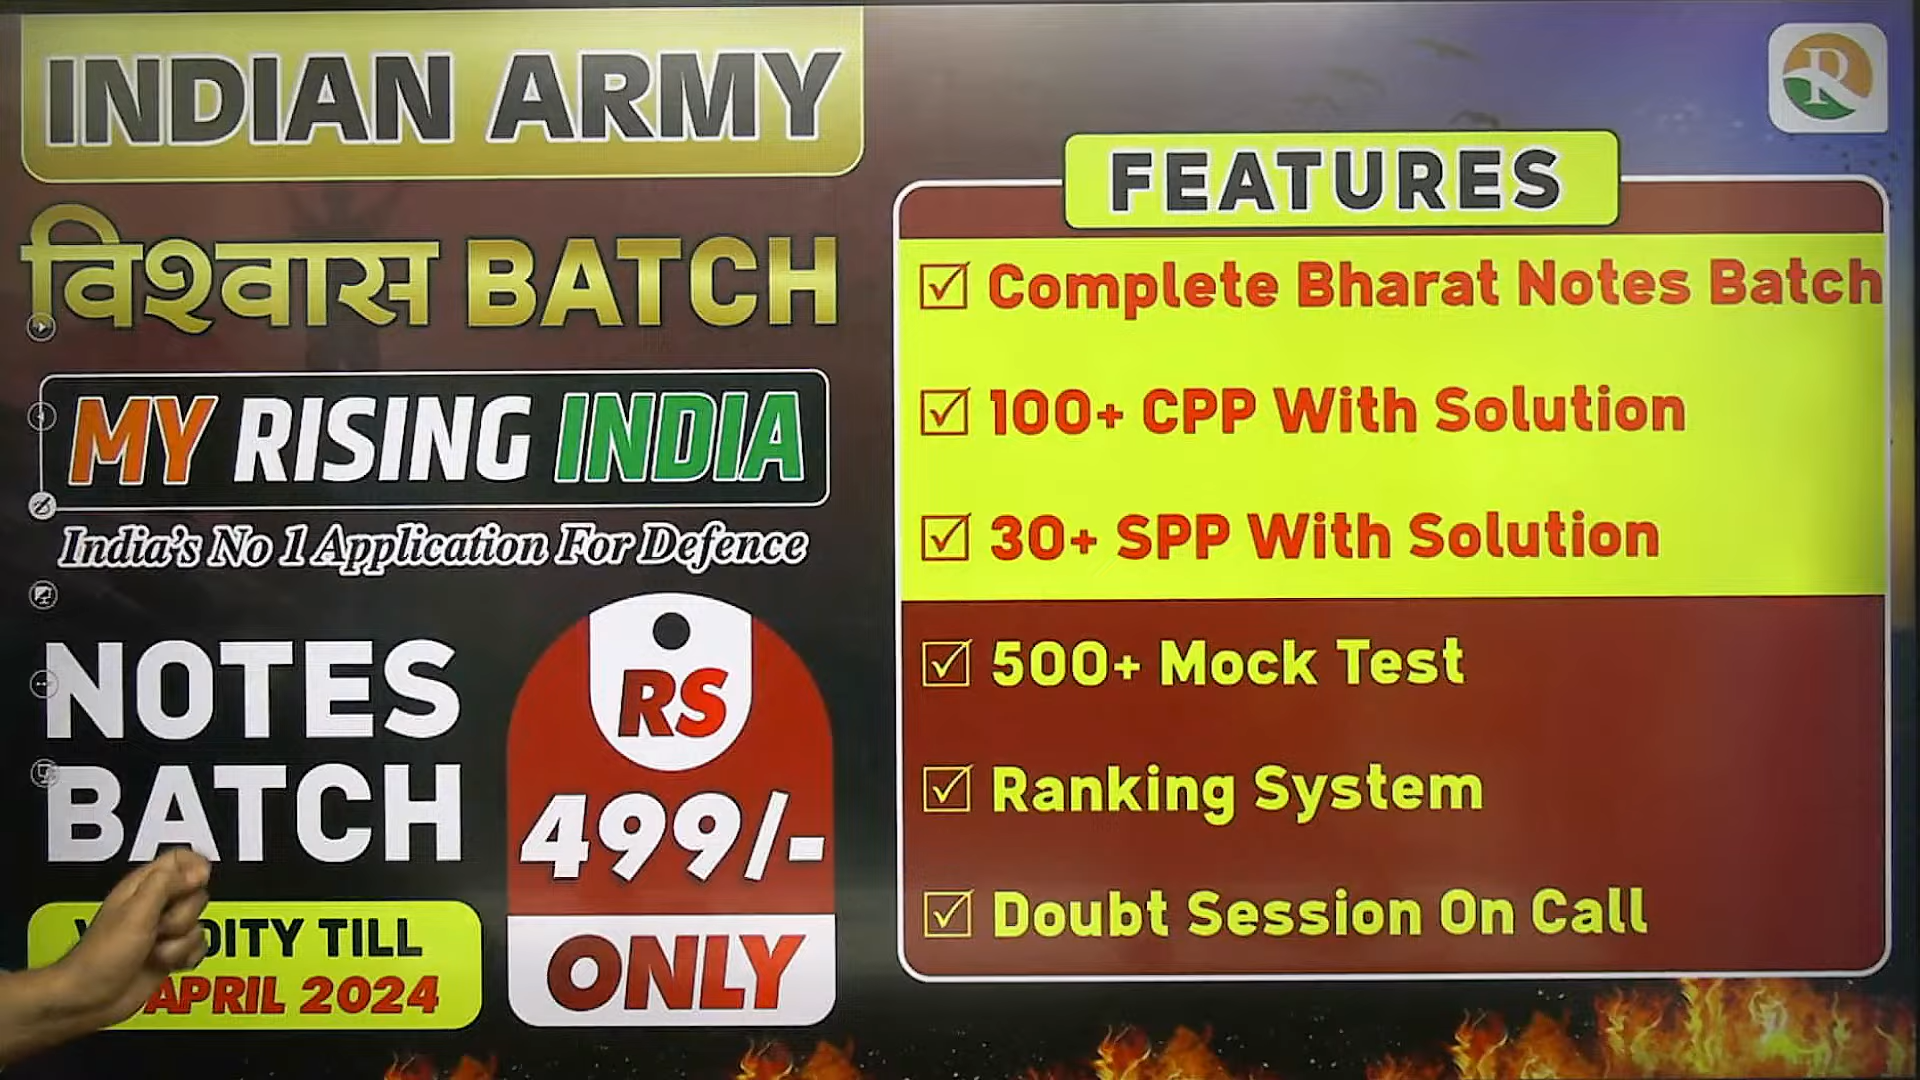 INDIAN ARMY
विश्वास BATCH
MY RISING INDIA
India's No 1 Application For Defence
NOTES
BATCH
TILL
APRIL 2024
RS
499/-
ONLY
R
FEATURES
Complete Bharat Notes Batch
100+ CPP With Solution
30+ SPP With Solution
500+ Mock Test
Ranking System
Doubt Session On Call